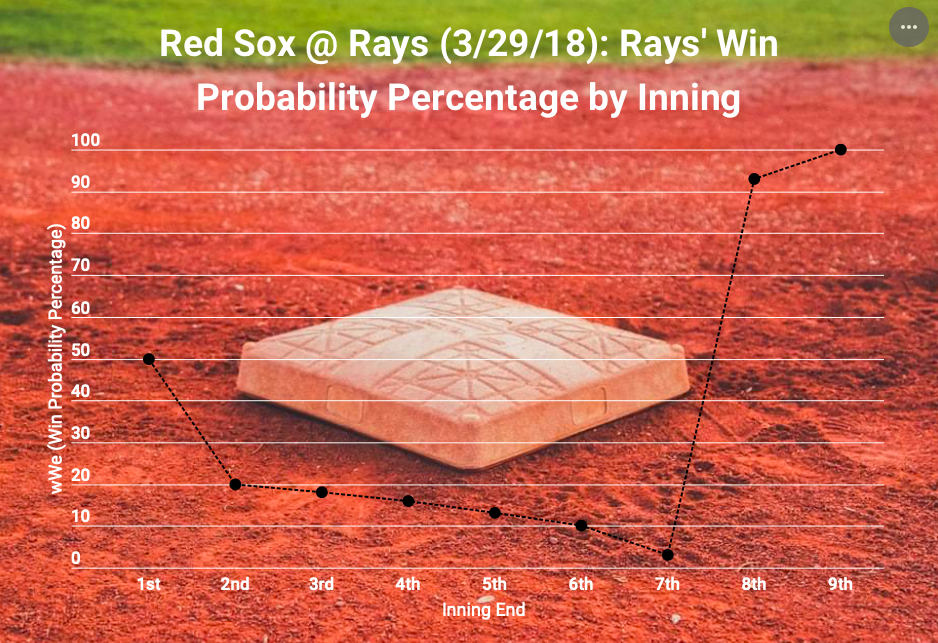 Red Sox @ Rays (3/29/18): Rays' Win
Probability Percentage by Inning
wWe (Win Probability Percentage)
100
90
80
70
60
50
40
30
20
10
0
1st 2nd 3rd 4th 5th 6th 7th 8th 9th
Inning End